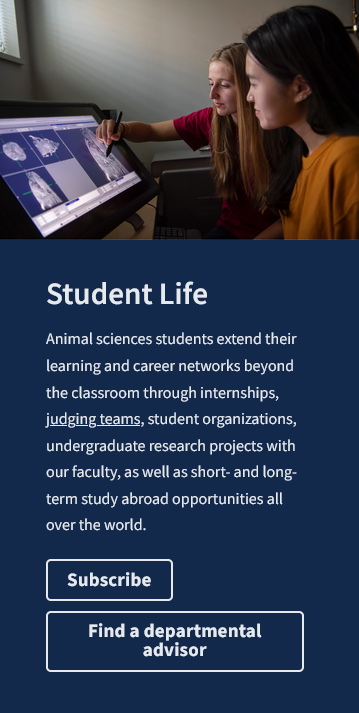 Student Life
Animal sciences students extend their
learning and career networks beyond
the classroom through internships,
judging teams, student organizations,
undergraduate research projects with
our faculty, as well as short- and long-
term study abroad opportunities all
over the world.
Subscribe
Find a departmental
advisor